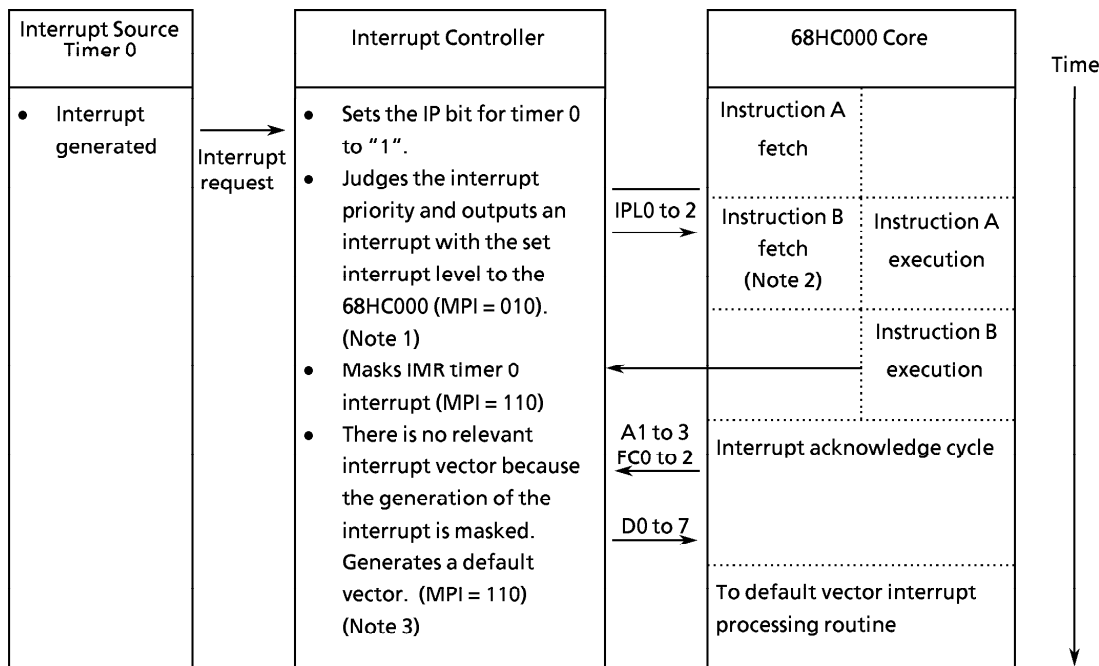 Interrupt Source
Timer 0
Interrupt Controller
68HC000 Core
Time
• Interrupt
generated
Interrupt
request
• Sets the IP bit for timer 0
to "1".
• Judges the interrupt
priority and outputs an
interrupt with the set
interrupt level to the
68HC000 (MPI = 010).
(Note 1)
• Masks IMR timer 0
interrupt (MPI = 110)
• There is no relevant
interrupt vector because
the generation of the
interrupt is masked.
Generates a default
vector. (MPI = 110)
(Note 3)
IPL0 to 2
A1 to 3
FC0 to 2
D0 to 7
Instruction A
fetch
Instruction B
fetch
(Note 2)
Instruction A
execution
Instruction B
execution
Interrupt acknowledge cycle
To default vector interrupt
processing routine